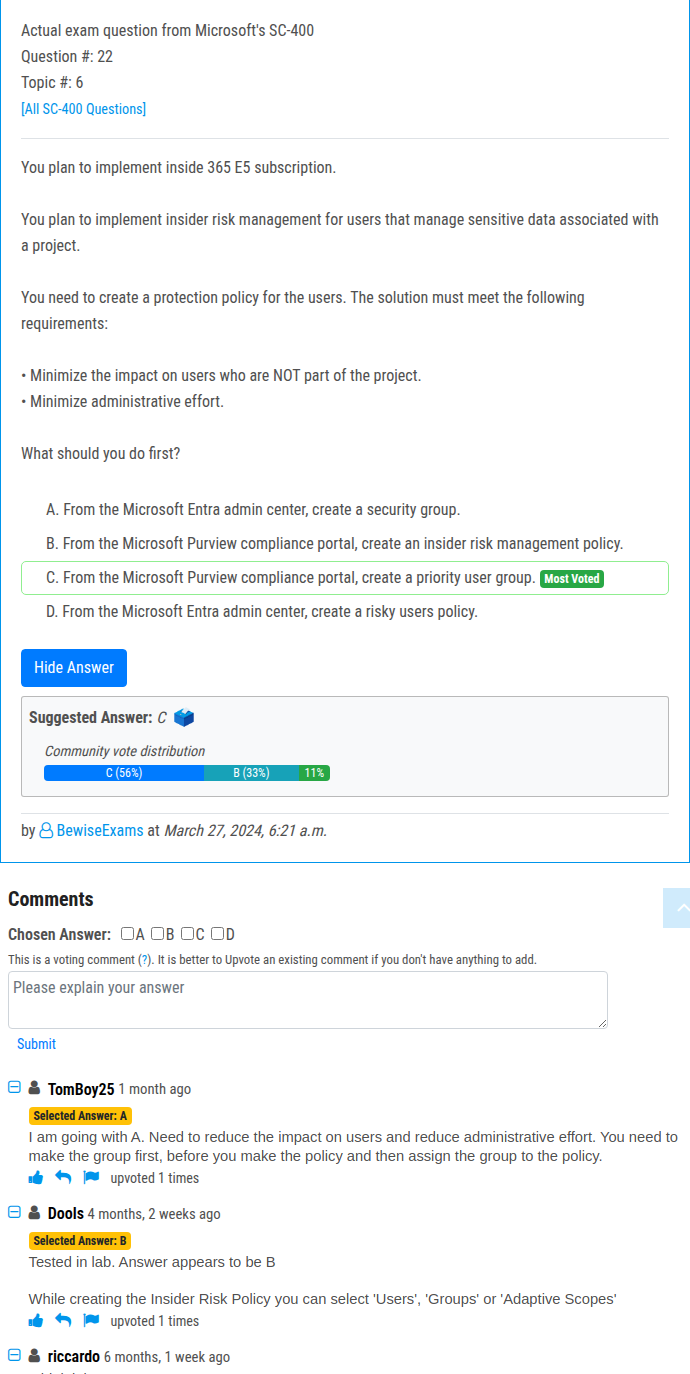 Actual exam question from Microsoft's SC-400
Question #: 22
Topic #: 6
[All SC-400 Questions]
You plan to implement inside 365 E5 subscription.
You plan to implement insider risk management for users that manage sensitive data associated with
a project.
You need to create a protection policy for the users. The solution must meet the following
requirements:
• Minimize the impact on users who are NOT part of the project.
• Minimize administrative effort.
What should you do first?
A. From the Microsoft Entra admin center, create a security group.
B. From the Microsoft Purview compliance portal, create an insider risk management policy.
C. From the Microsoft Purview compliance portal, create a priority user group. Most Voted
D. From the Microsoft Entra admin center, create a risky users policy.
Hide Answer
Suggested Answer: C
Community vote distribution
C (56%) B (33%) 11%
by BewiseExams at March 27, 2024, 6:21 a.m.
Comments
Chosen Answer: A B C D
This is a voting comment (?). It is better to Upvote an existing comment if you don't have anything to add.
Please explain your answer
Submit
TomBoy25 1 month ago
Selected Answer: A
I am going with A. Need to reduce the impact on users and reduce administrative effort. You need to
make the group first, before you make the policy and then assign the group to the policy.
upvoted 1 times
Dools 4 months, 2 weeks ago
Selected Answer: B
Tested in lab. Answer appears to be B
While creating the Insider Risk Policy you can select 'Users', 'Groups' or 'Adaptive Scopes'
upvoted 1 times
riccardo 6 months, 1 week ago